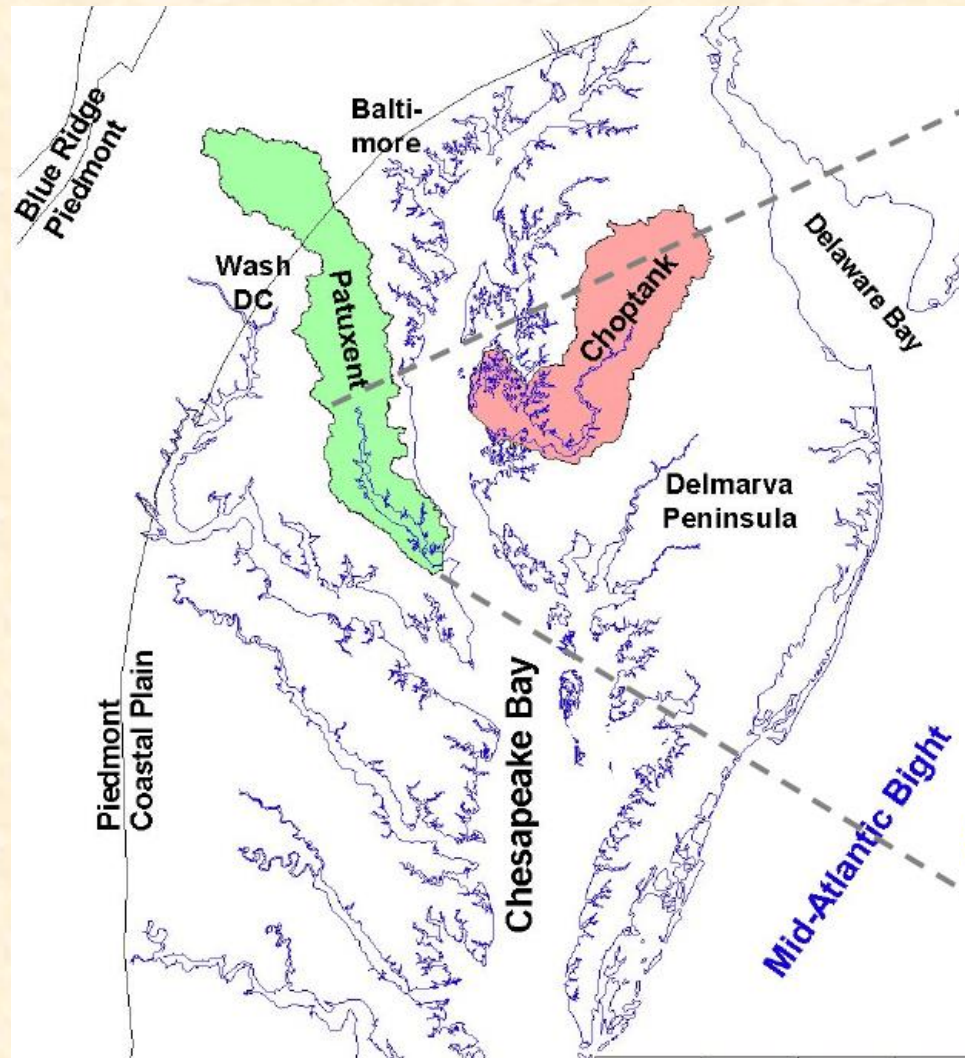 Blue Ridge
Piedmont
Balti-
more
Wash
DC
Patuxent
Choptank
Delaware Bay
Delmarva
Peninsula
Piedmont
Coastal Plain
Chesapeake Bay
Mid-Atlantic Bight